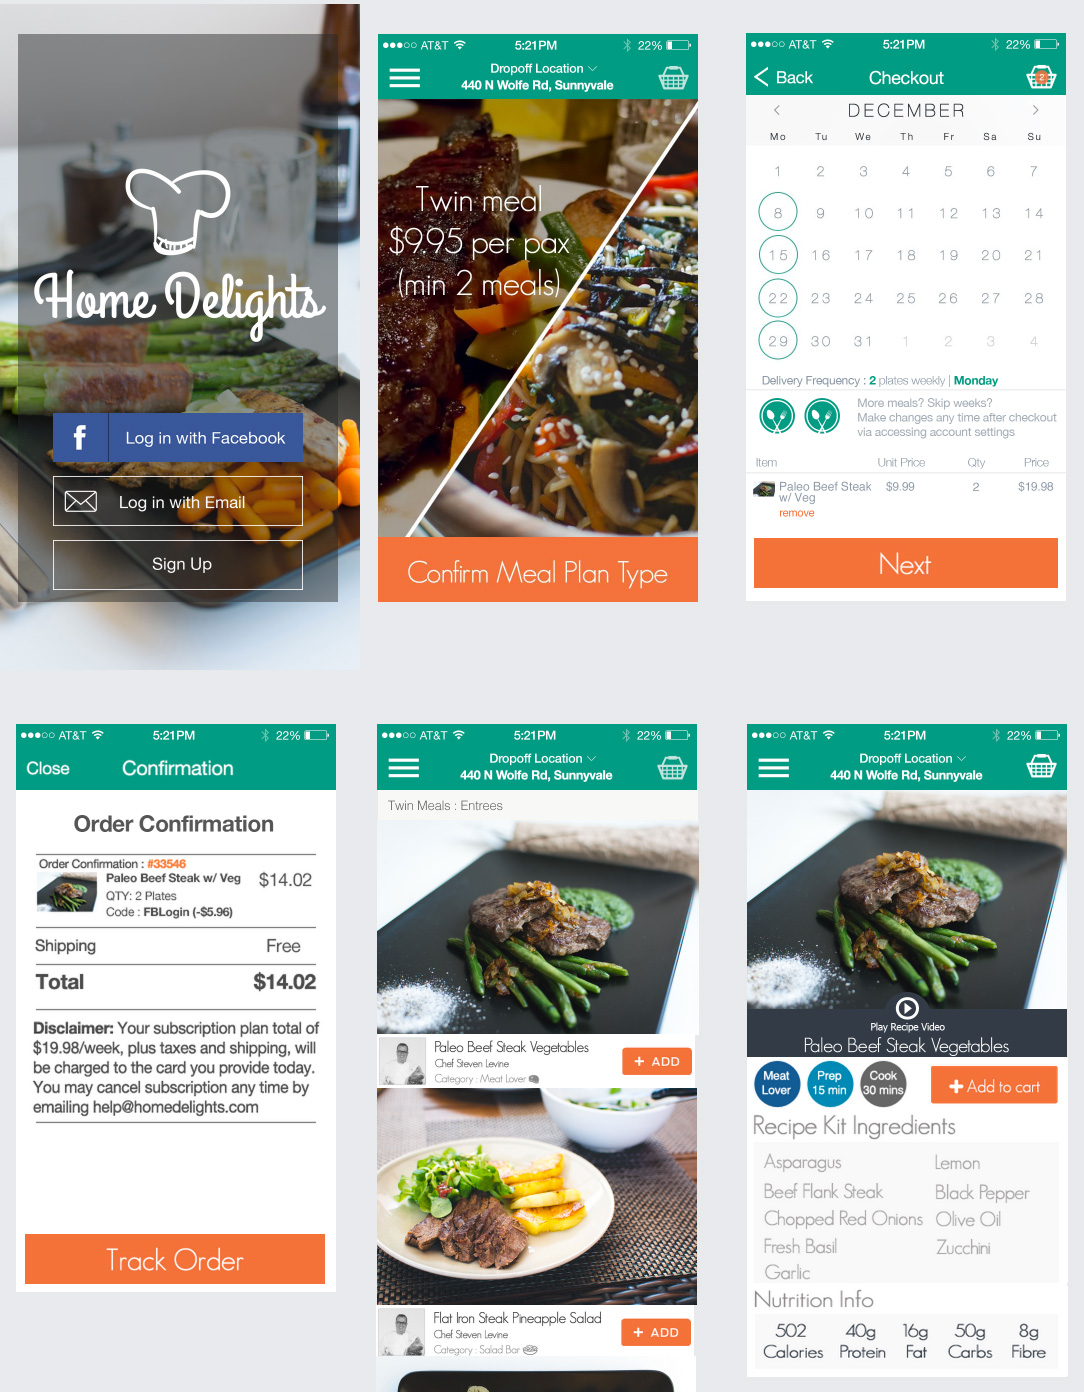 Home Delights
f
Log in with Facebook
Log in with Email
Sign Up
AT&T
5:21PM
22%
Dropoff Location
440 N Wolfe Rd, Sunnyvale
Twin meal
$9.95 per pax
(min 2 meals)
Confirm Meal Plan Type
AT&T
5:21PM
22%
Back
Checkout
2
DECEMBER
Mo Tu We Th Fr Sa Su
1 2 3 4 5 6 7
8 9 10 11 12 13 14
15 16 17 18 19 20 21
22 23 24 25 26 27 28
29 30 31 1 2 3 4
Delivery Frequency : 2 plates weekly | Monday
More meals? Skip weeks?
Make changes any time after checkout
via accessing account settings
Item Unit Price Qty Price
Paleo Beef Steak $9.99 2 $19.98
w/ Veg
remove
Next
AT&T
5:21PM
22%
Close
Confirmation
Order Confirmation
Order Confirmation : #33546
Paleo Beef Steak w/ Veg $14.02
QTY: 2 Plates
Code : FBLogin (-$5.96)
Shipping Free
Total $14.02
Disclaimer: Your subscription plan total of
$19.98/week, plus taxes and shipping, will
be charged to the card you provide today.
You may cancel subscription any time by
emailing help@homedelights.com
Track Order
AT&T
5:21PM
22%
Dropoff Location
440 N Wolfe Rd, Sunnyvale
Twin Meals : Entrees
Paleo Beef Steak Vegetables
Chef Steven Levine
Category : Meat Lover
+ ADD
Flat Iron Steak Pineapple Salad
Chef Steven Levine
Category : Salad Bar
+ ADD
AT&T
5:21PM
22%
Dropoff Location
440 N Wolfe Rd, Sunnyvale
Play Recipe Video
Paleo Beef Steak Vegetables
Meat
Lover
Prep
15 min
Cook
30 mins
+ Add to cart
Recipe Kit Ingredients
Asparagus
Beef Flank Steak
Chopped Red Onions
Fresh Basil
Garlic
Lemon
Black Pepper
Olive Oil
Zucchini
Nutrition Info
502 40g 16g 50g 8g
Calories Protein Fat Carbs Fibre